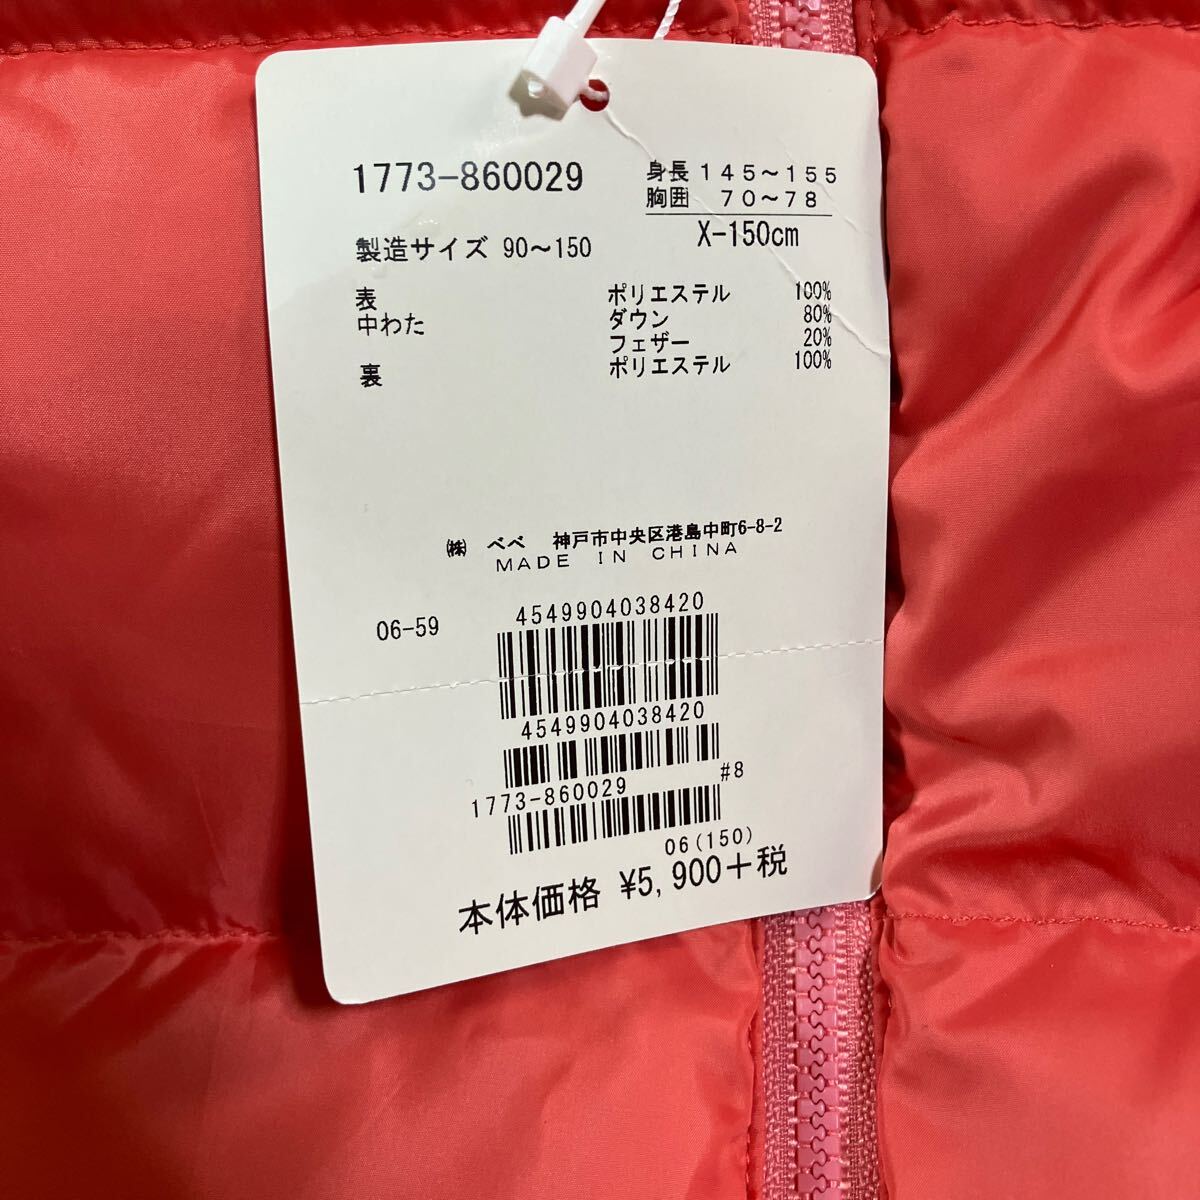 1773-860029
身長 145~155
胸囲 70~78
X-150cm
製造サイズ 90~150
表 ポリエステル 100%
中わた ダウン 80%
フェザー 20%
裏 ポリエステル 100%
㈱ べべ 神戸市中央区港島中町6-8-2
MADE IN CHINA
06-59
4549904038420
4549904038420
#8
1773-860029
06(150)
本体価格 ¥5,900+税